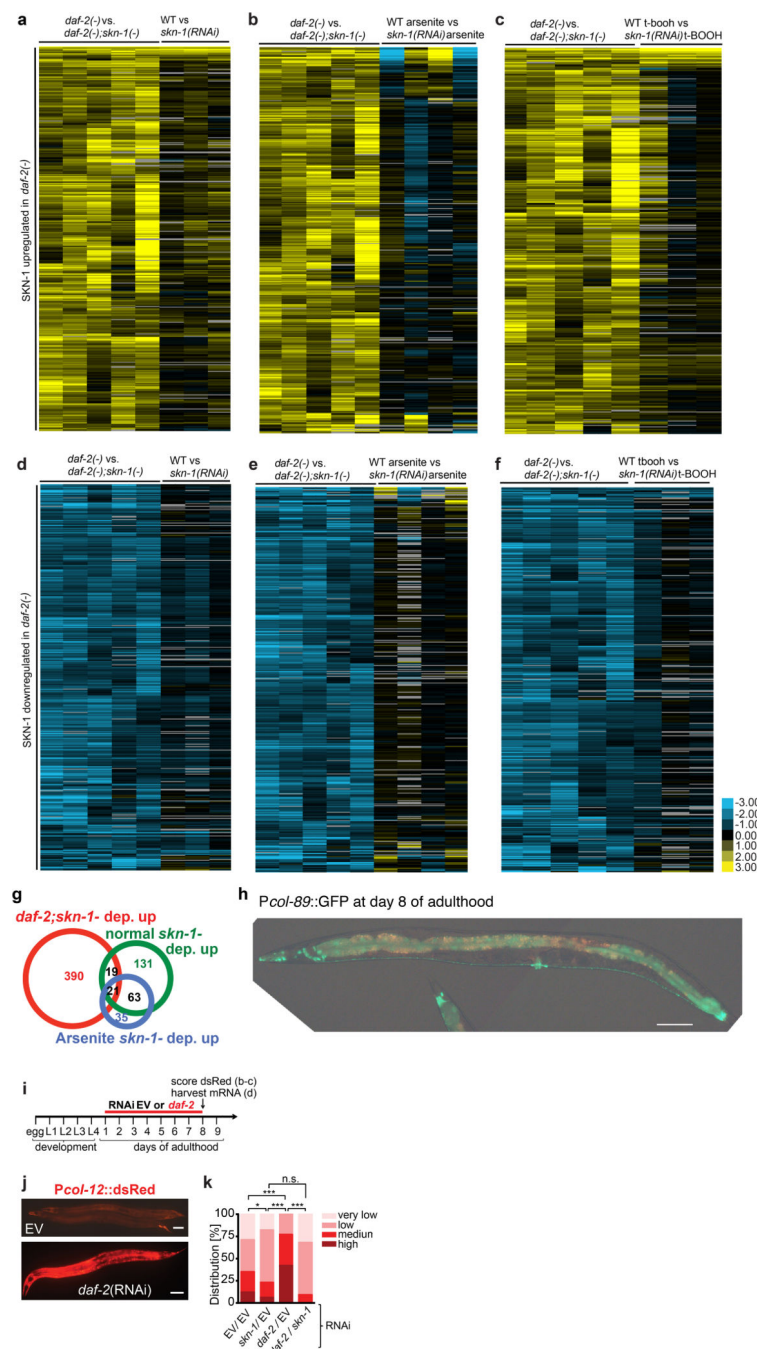 a
daf-2(-) vs.
daf-2(-);skn-1(-)
WT vs
skn-1(RNAi)
b
daf-2(-) vs.
daf-2(-);skn-1(-)
WT arsenite vs
skn-1(RNAi) arsenite
c
daf-2(-) vs.
daf-2(-);skn-1(-)
WT t-booh vs
skn-1(RNAi)t-BOOH
SKN-1 upregulated in daf-2(-)
d
daf-2(-) vs.
daf-2(-);skn-1(-)
WT vs
skn-1(RNAi)
e
daf-2(-) vs.
daf-2(-);skn-1(-)
WT arsenite vs
skn-1(RNAi) arsenite
f
daf-2(-) vs.
daf-2(-);skn-1(-)
WT tbooh vs
skn-1(RNAi)t-BOOH
SKN-1 downregulated in daf-2(-)
-3.00
-2.00
-1.00
0.00
1.00
2.00
3.00
g
daf-2;skn-1- dep. up
normal skn-1-
dep. up
390
19
131
21
63
35
Arsenite skn-1- dep. up
h
Pcol-89::GFP at day 8 of adulthood
i
score dsRed (b-c)
harvest mRNA (d)
RNAi EV or daf-2
egg L1 L2 L3 L4 1 2 3 4 5 6 7 8 9
development
days of adulthood
j
Pcol-12::dsRed
EV
daf-2(RNAi)
k
n.s.
***
* *** ***
Distribution [%]
100
75
50
25
0
very low
low
mediun
high
EV/ EV
skn-1/ EV
daf-2 / EV
daf-2 / skn-1
RNAi